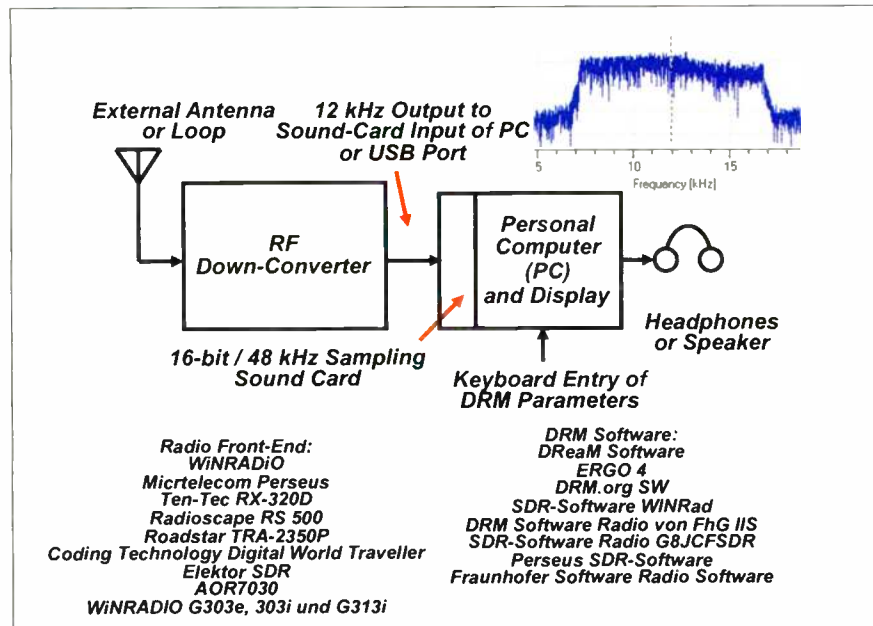 External Antenna
or Loop
12 kHz Output to
Sound-Card Input of PC
or USB Port
5 10 15
Frequency [kHz]
RF
Down-Converter
Personal
Computer
(PC)
and Display
Headphones
or Speaker
16-bit / 48 kHz Sampling
Sound Card
Keyboard Entry of
DRM Parameters
Radio Front-End:
WiNRADiO
Micrtelecom Perseus
Ten-Tec RX-320D
Radioscape RS 500
Roadstar TRA-2350P
Coding Technology Digital World Traveller
Elektor SDR
AOR7030
WiNRADIO G303e, 303i und G313i
DRM Software:
DReaM Software
ERGO 4
DRM.org SW
SDR-Software WINRad
DRM Software Radio von FhG IIS
SDR-Software Radio G8JCFSDR
Perseus SDR-Software
Fraunhofer Software Radio Software